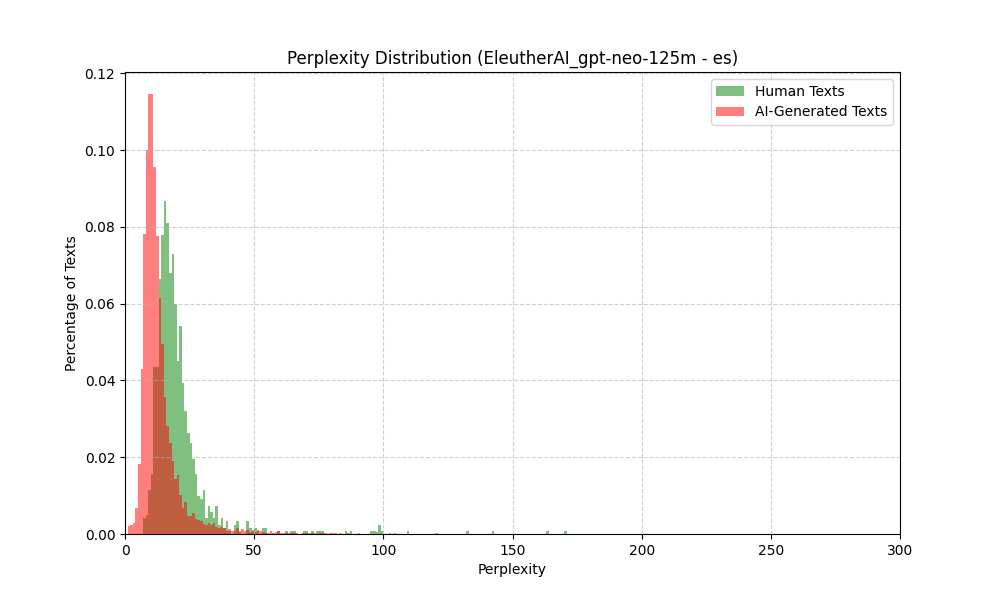 Perplexity Distribution (EleutherAI_gpt-neo-125m - es)
Human Texts
AI-Generated Texts
Percentage of Texts
0.12
0.10
0.08
0.06
0.04
0.02
0.00
0 50 100 150 200 250 300
Perplexity